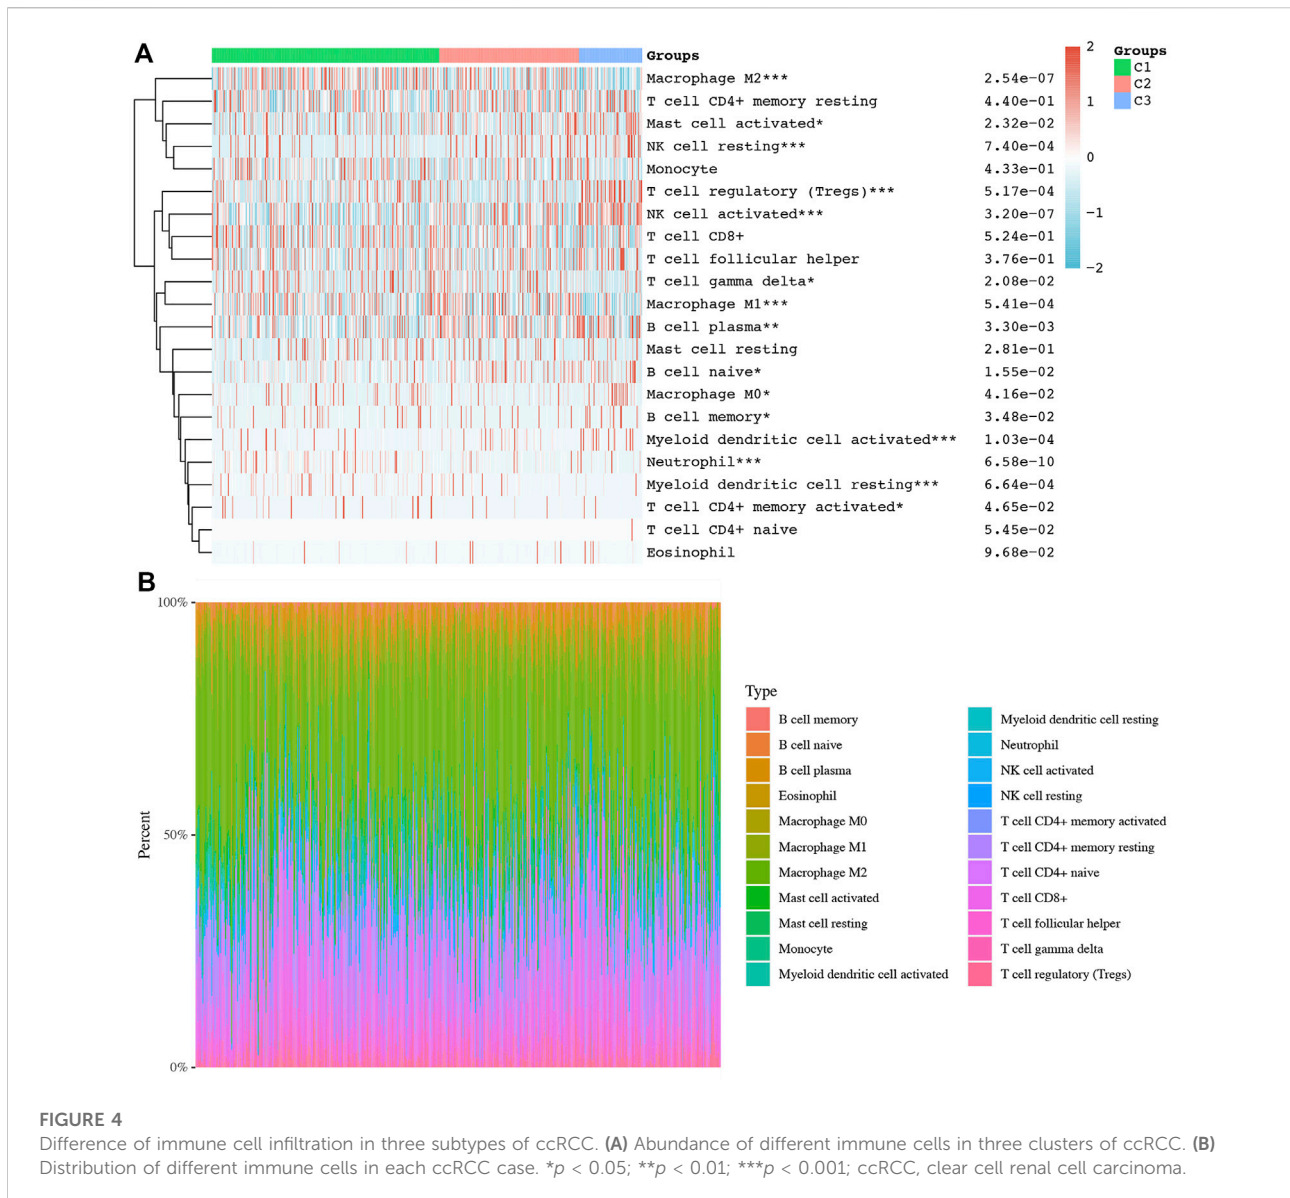 A
Groups
Macrophage M2*** 2.54e-07
T cell CD4+ memory resting 4.40e-01
Mast cell activated* 2.32e-02
NK cell resting*** 7.40e-04
Monocyte 4.33e-01
T cell regulatory (Tregs)*** 5.17e-04
NK cell activated*** 3.20e-07
T cell CD8+ 5.24e-01
T cell follicular helper 3.76e-01
T cell gamma delta* 2.08e-02
Macrophage M1*** 5.41e-04
B cell plasma** 3.30e-03
Mast cell resting 2.81e-01
B cell naive* 1.55e-02
Macrophage M0* 4.16e-02
B cell memory* 3.48e-02
Myeloid dendritic cell activated*** 1.03e-04
Neutrophil*** 6.58e-10
Myeloid dendritic cell resting*** 6.64e-04
T cell CD4+ memory activated* 4.65e-02
T cell CD4+ naive 5.45e-02
Eosinophil 9.68e-02
2
1
0
−1
−2
Groups
C1
C2
C3
B
100%
50%
0%
Percent
Type
B cell memory
B cell naive
B cell plasma
Eosinophil
Macrophage M0
Macrophage M1
Macrophage M2
Mast cell activated
Mast cell resting
Monocyte
Myeloid dendritic cell activated
Myeloid dendritic cell resting
Neutrophil
NK cell activated
NK cell resting
T cell CD4+ memory activated
T cell CD4+ memory resting
T cell CD4+ naive
T cell CD8+
T cell follicular helper
T cell gamma delta
T cell regulatory (Tregs)
FIGURE 4
Difference of immune cell infiltration in three subtypes of ccRCC. (A) Abundance of different immune cells in three clusters of ccRCC. (B)
Distribution of different immune cells in each ccRCC case. *p < 0.05; **p < 0.01; ***p < 0.001; ccRCC, clear cell renal cell carcinoma.